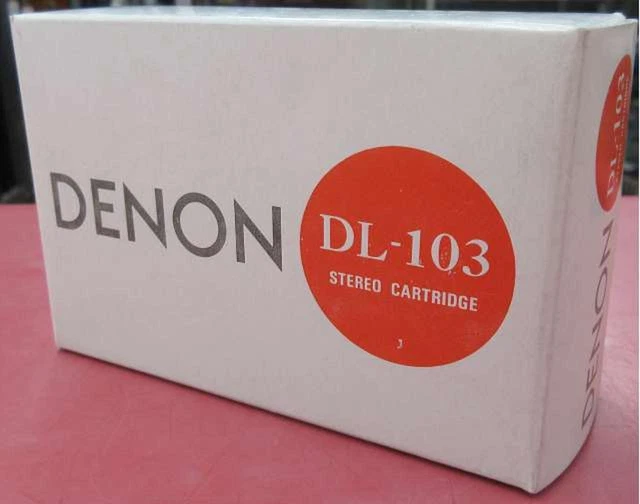 DENON
DL-103
STEREO CARTRIDGE
DL-103
DENON